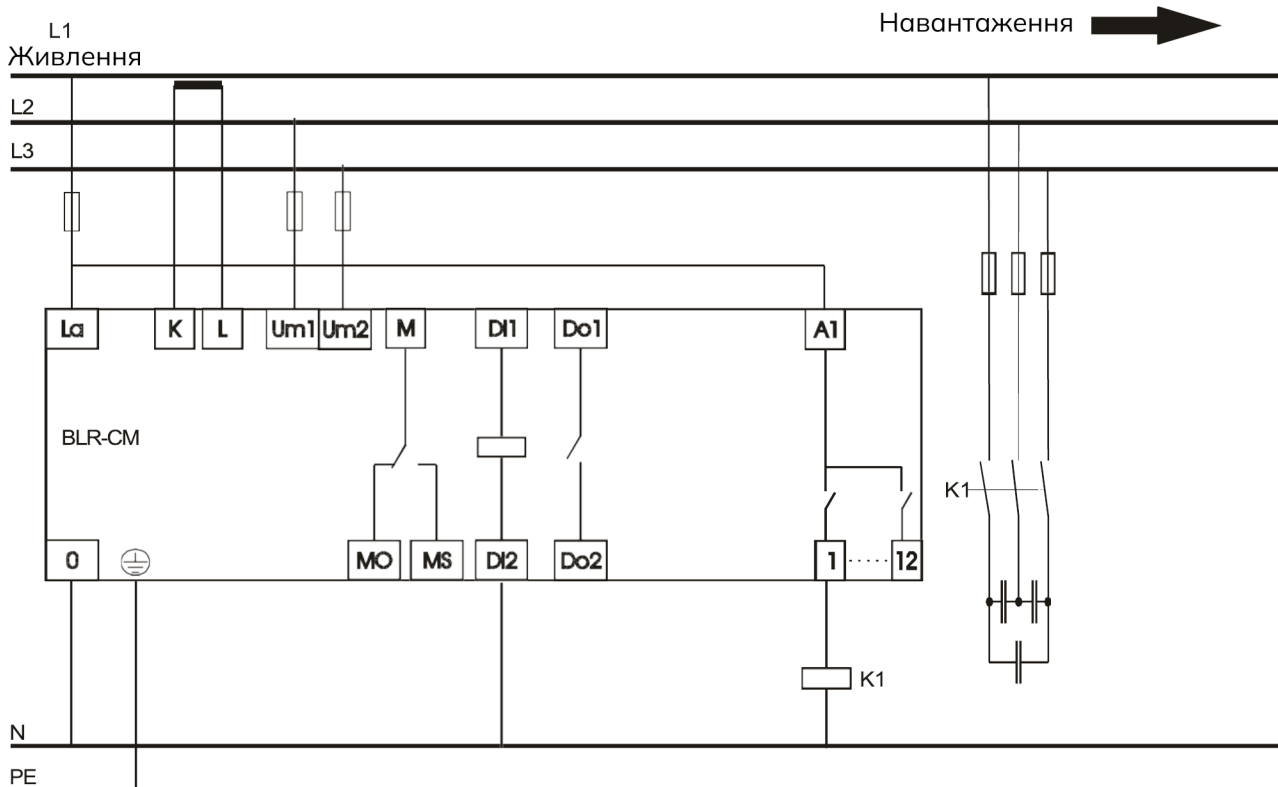 L1
Навантаження
Живлення
L2
L3
La K L Um1 Um2 M DI1 Do1 A1
BLR-CM
K1
0 MO MS DI2 Do2 1 ...... 12
K1
N
PE